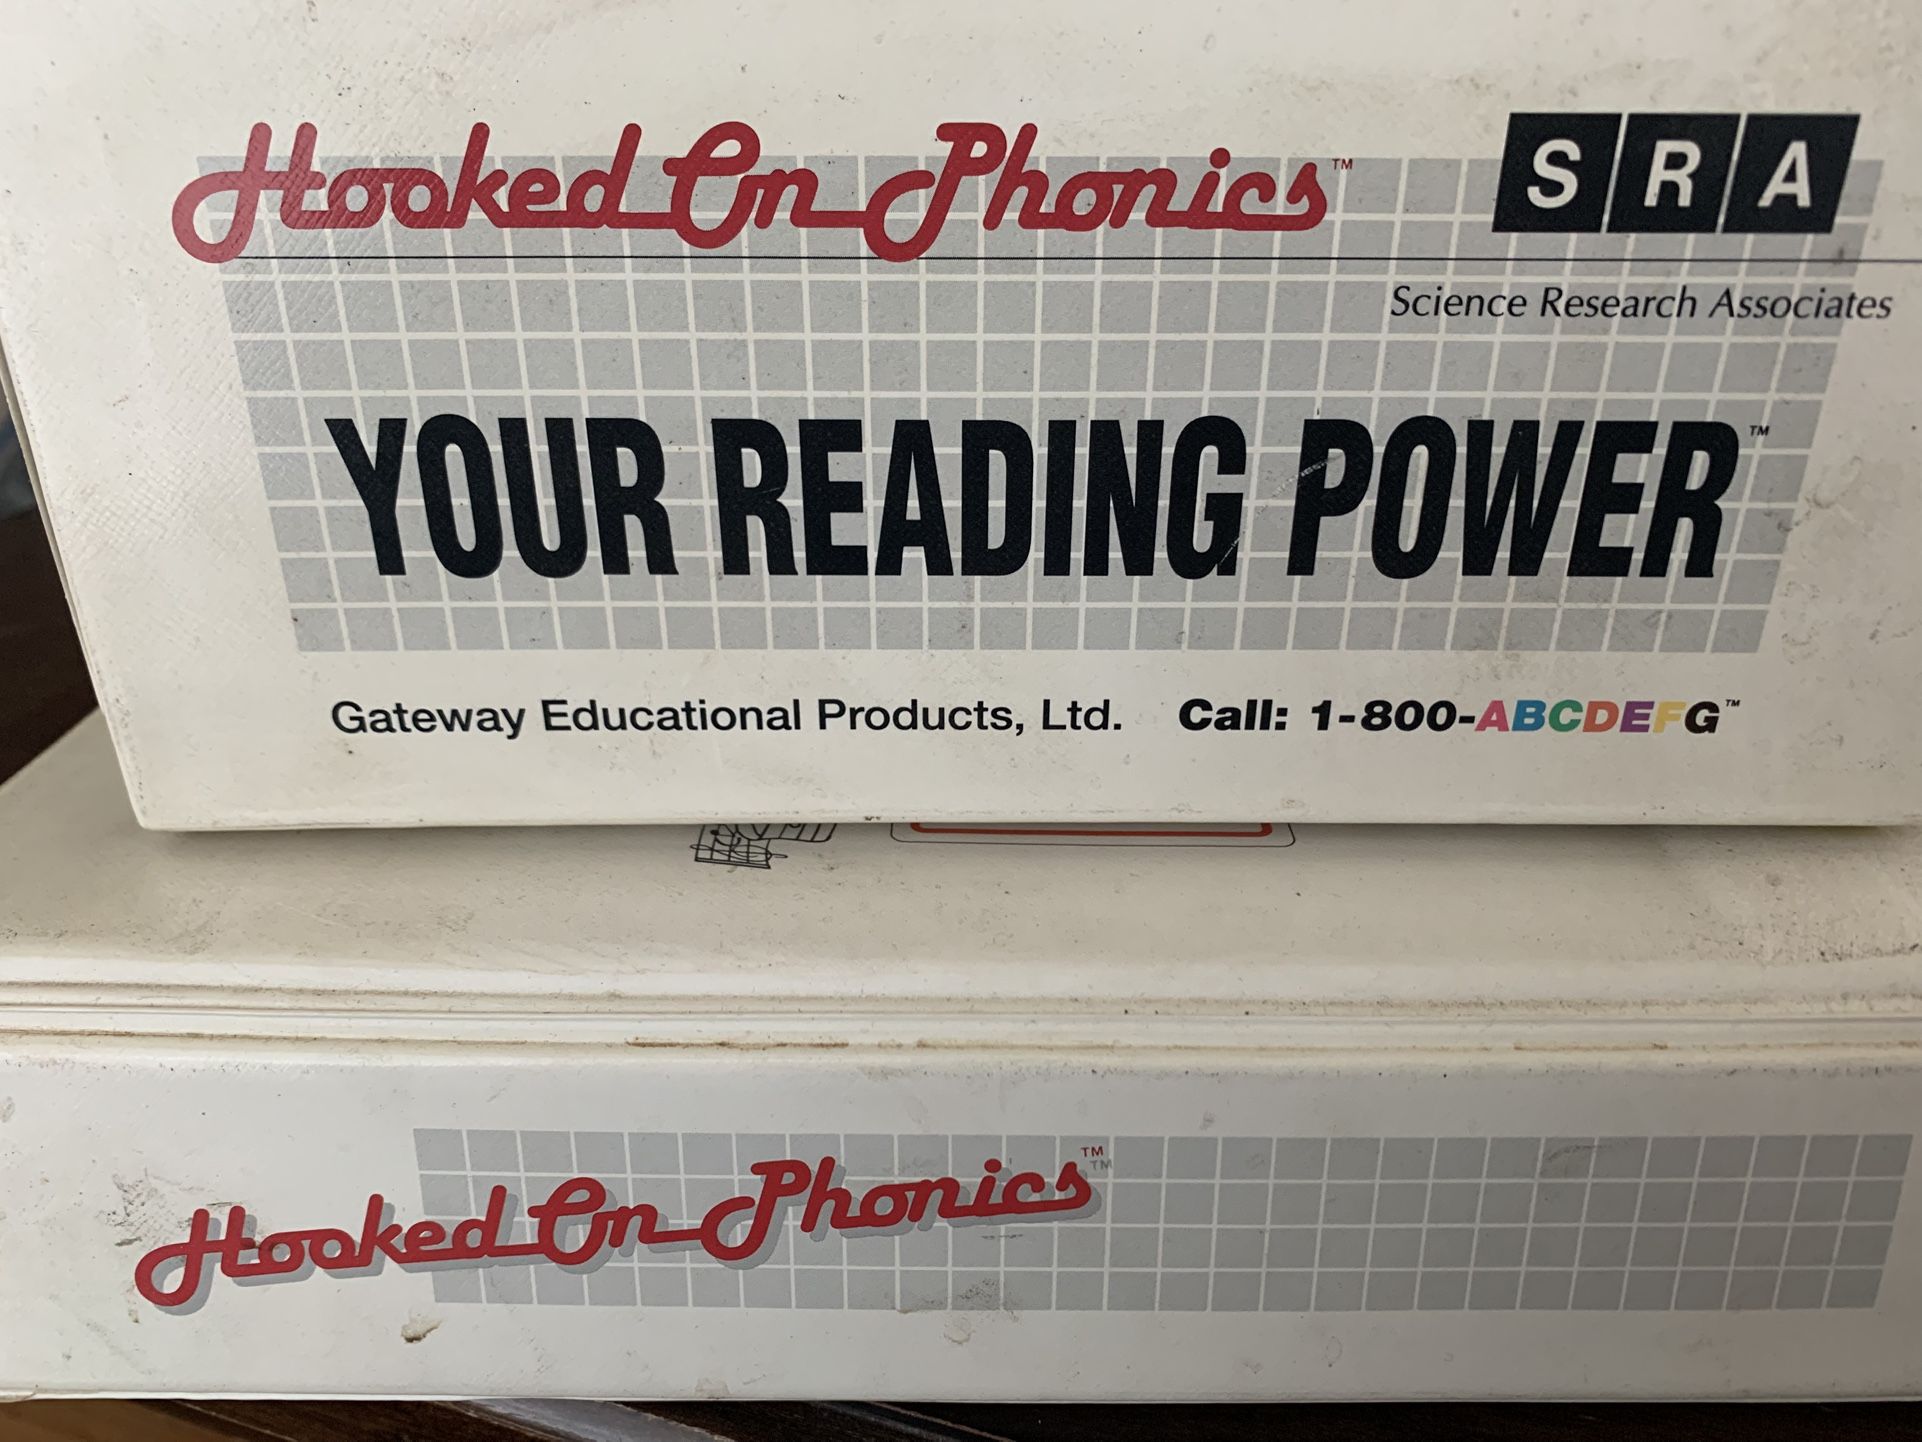 Hooked On Phonics™
SRA
Science Research Associates
YOUR READING POWER™
Gateway Educational Products, Ltd. Call: 1-800-ABCDEFG™
Hooked On Phonics™